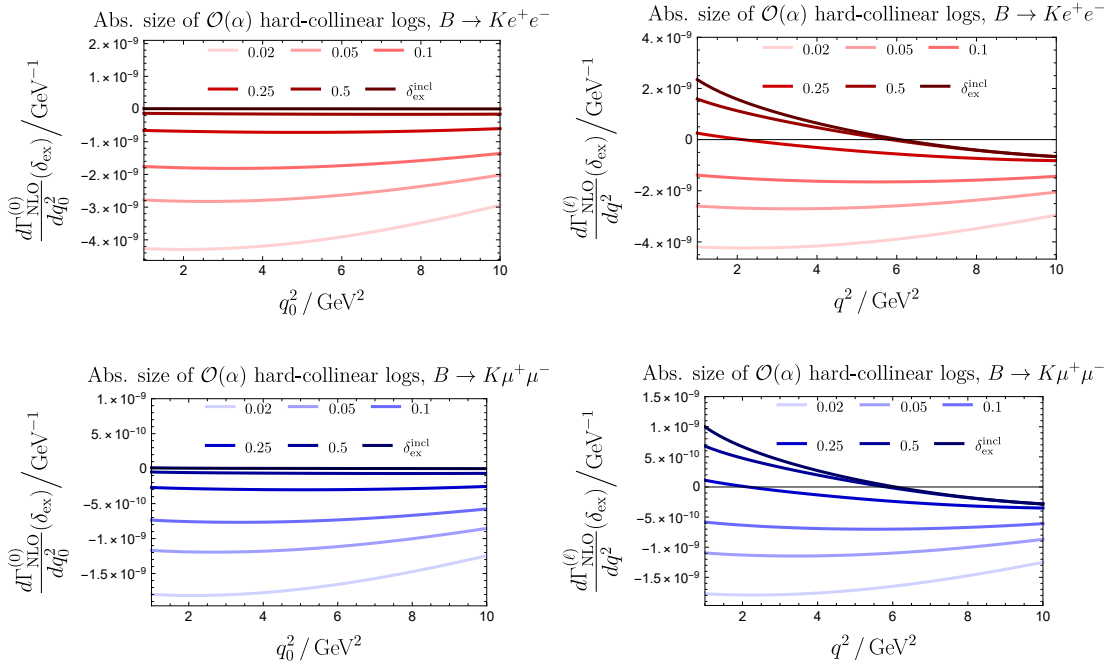 Abs. size of 𝒪(α) hard-collinear logs, B → Ke⁺e⁻
2. × 10⁻⁹
1. × 10⁻⁹
0
−1. × 10⁻⁹
−2. × 10⁻⁹
−3. × 10⁻⁹
−4. × 10⁻⁹
0.02 0.05 0.1
0.25 0.5 δ_ex^incl
dΓ_NLO^(0)/dq_0^2 (δ_ex) / GeV⁻¹
2 4 6 8 10
q_0^2 / GeV²
Abs. size of 𝒪(α) hard-collinear logs, B → Ke⁺e⁻
4. × 10⁻⁹
2. × 10⁻⁹
0
−2. × 10⁻⁹
−4. × 10⁻⁹
0.02 0.05 0.1
0.25 0.5 δ_ex^incl
dΓ_NLO^(ℓ)/dq² (δ_ex) / GeV⁻¹
2 4 6 8 10
q² / GeV²
Abs. size of 𝒪(α) hard-collinear logs, B → Kμ⁺μ⁻
1. × 10⁻⁹
5. × 10⁻¹⁰
0
−5. × 10⁻¹⁰
−1. × 10⁻⁹
−1.5 × 10⁻⁹
0.02 0.05 0.1
0.25 0.5 δ_ex^incl
dΓ_NLO^(0)/dq_0^2 (δ_ex) / GeV⁻¹
2 4 6 8 10
q_0^2 / GeV²
Abs. size of 𝒪(α) hard-collinear logs, B → Kμ⁺μ⁻
1.5 × 10⁻⁹
1. × 10⁻⁹
5. × 10⁻¹⁰
0
−5. × 10⁻¹⁰
−1. × 10⁻⁹
−1.5 × 10⁻⁹
0.02 0.05 0.1
0.25 0.5 δ_ex^incl
dΓ_NLO^(ℓ)/dq² (δ_ex) / GeV⁻¹
2 4 6 8 10
q² / GeV²